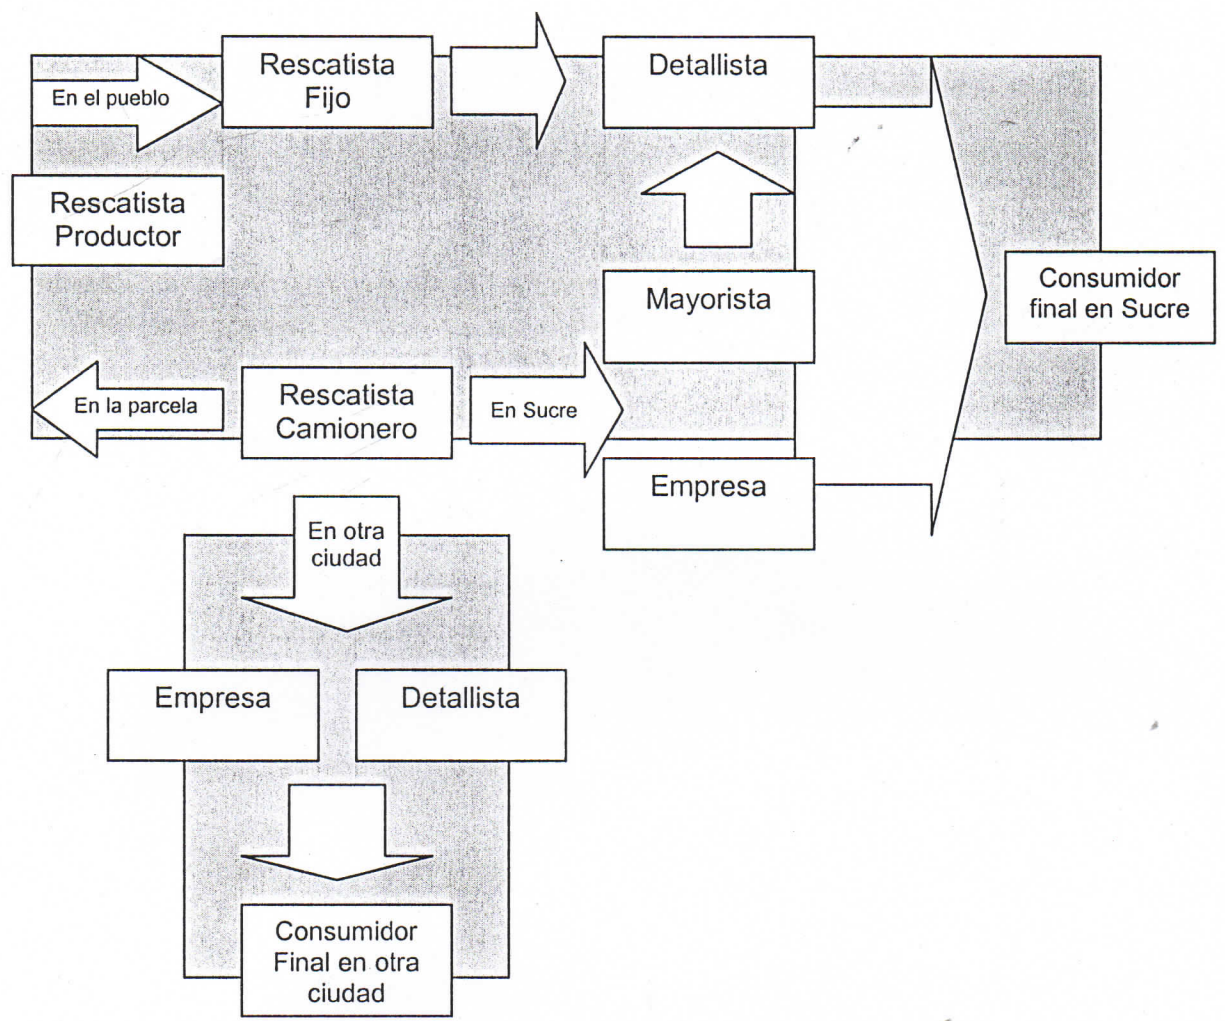 Rescatista
Fijo
Detallista
En el pueblo
Rescatista
Productor
Mayorista
Consumidor
final en Sucre
En la parcela
Rescatista
Camionero
En Sucre
Empresa
En otra
ciudad
Empresa
Detallista
Consumidor
Final en otra
ciudad